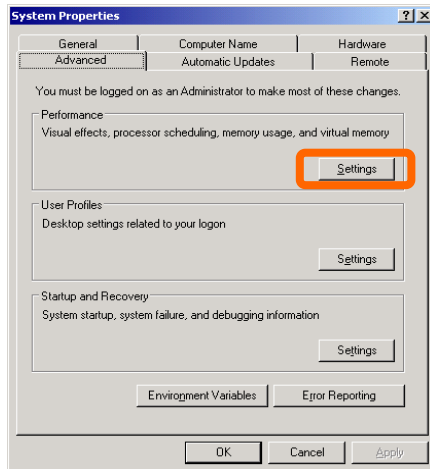 System Properties
General Computer Name Hardware
Advanced Automatic Updates Remote
You must be logged on as an Administrator to make most of these changes.
Performance
Visual effects, processor scheduling, memory usage, and virtual memory
Settings
User Profiles
Desktop settings related to your logon
Settings
Startup and Recovery
System startup, system failure, and debugging information
Settings
Environment Variables Error Reporting
OK Cancel Apply